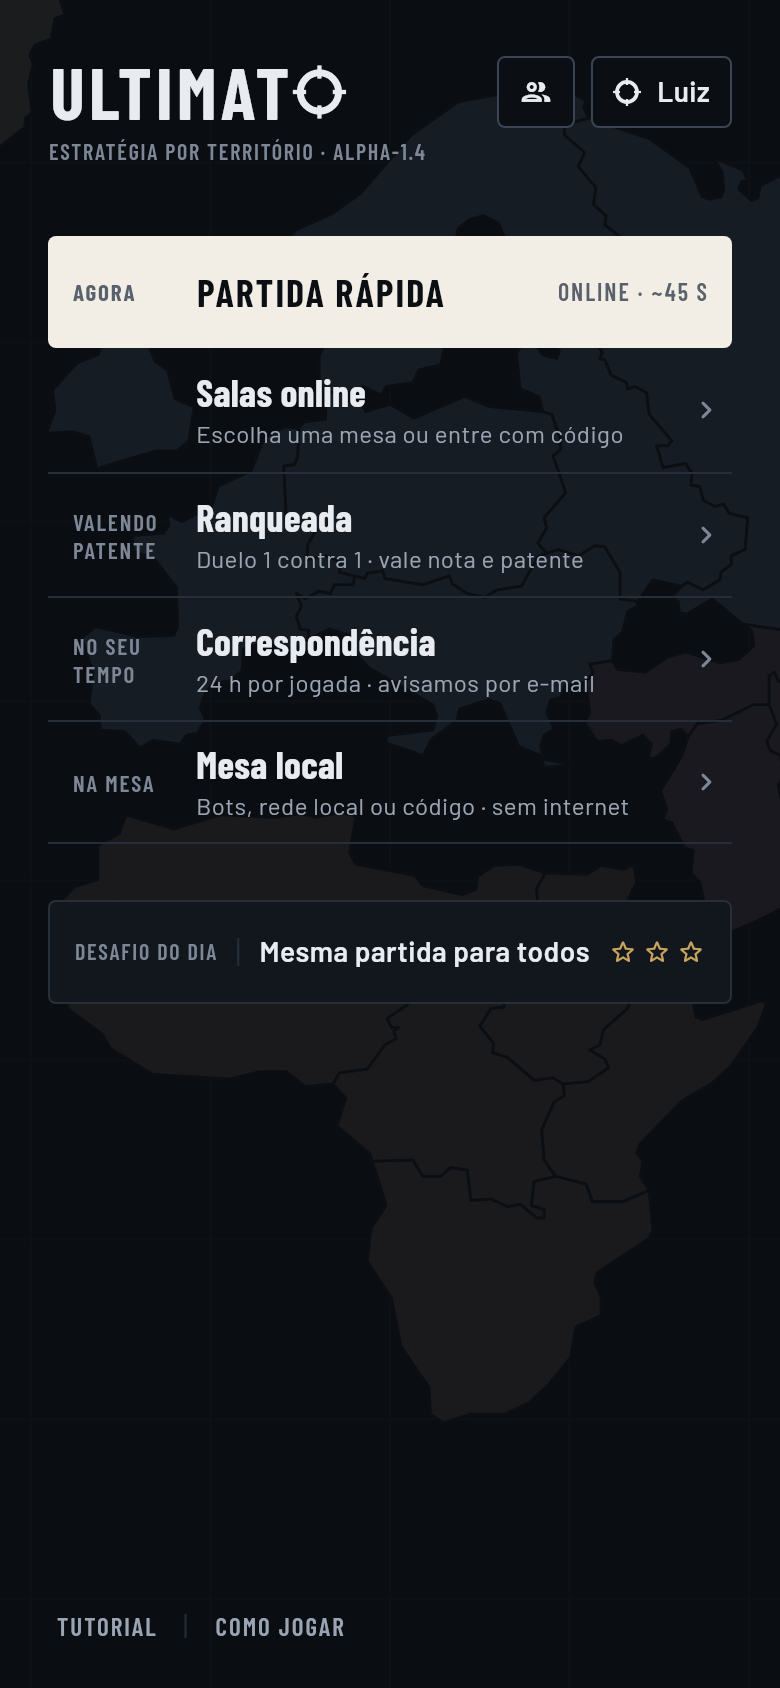 ULTIMATO
Luiz
ESTRATÉGIA POR TERRITÓRIO · ALPHA-1.4
AGORA PARTIDA RÁPIDA ONLINE · ~45 S
Salas online
Escolha uma mesa ou entre com código
VALENDO PATENTE
Ranqueada
Duelo 1 contra 1 · vale nota e patente
NO SEU TEMPO
Correspondência
24 h por jogada · avisamos por e-mail
NA MESA
Mesa local
Bots, rede local ou código · sem internet
DESAFIO DO DIA Mesma partida para todos
TUTORIAL COMO JOGAR